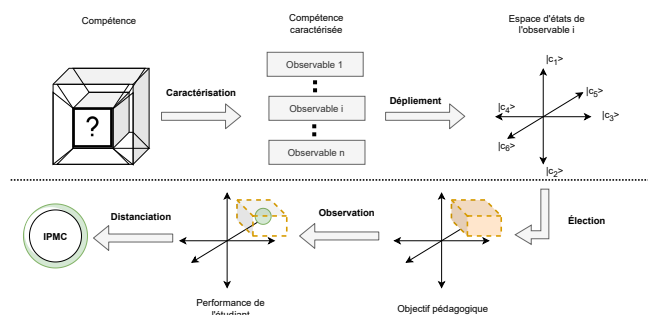 Compétence
Compétence
caractérisée
Espace d'états de
l'observable i
Observable 1
Caractérisation
Observable i
Dépliement
Observable n
?
|c₁>
|c₅>
|c₄>
|c₃>
|c₆>
|c₂>
Élection
Observation
Distanciation
IPMC
Performance de
l'étudiant
Objectif pédagogique